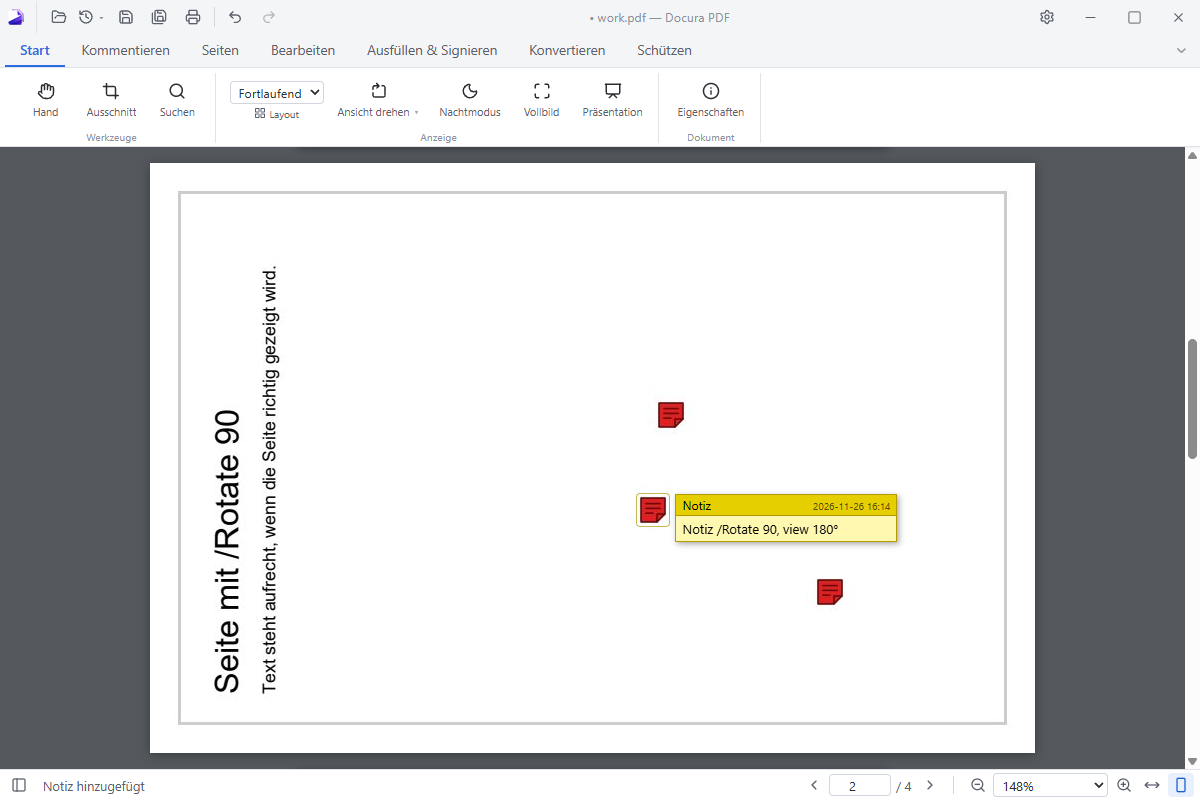 • work.pdf — Docura PDF
Start Kommentieren Seiten Bearbeiten Ausfüllen & Signieren Konvertieren Schützen
Hand Ausschnitt Suchen
Werkzeuge
Fortlaufend
Layout
Ansicht drehen Nachtmodus Vollbild Präsentation
Anzeige
Eigenschaften
Dokument
Seite mit /Rotate 90
Text steht aufrecht, wenn die Seite richtig gezeigt wird.
Notiz 2026-11-26 16:14
Notiz /Rotate 90, view 180°
Notiz hinzugefügt
2 / 4
148%